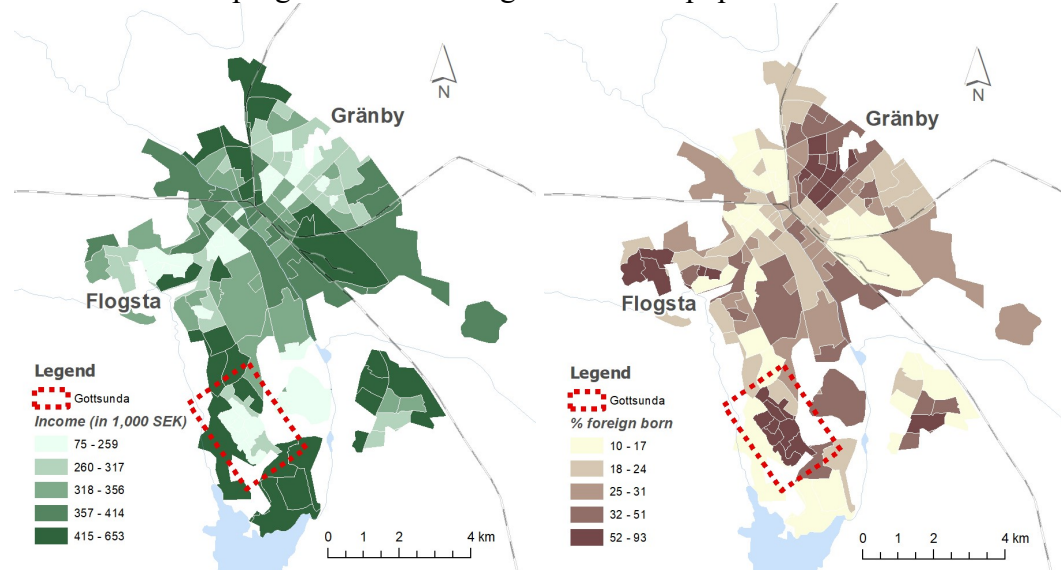 Gränby
N
Flogsta
Legend
Gottsunda
Income (in 1,000 SEK)
75 - 259
260 - 317
318 - 356
357 - 414
415 - 653
0 1 2 4 km
Gränby
N
Flogsta
Legend
Gottsunda
% foreign born
10 - 17
18 - 24
25 - 31
32 - 51
52 - 93
0 1 2 4 km